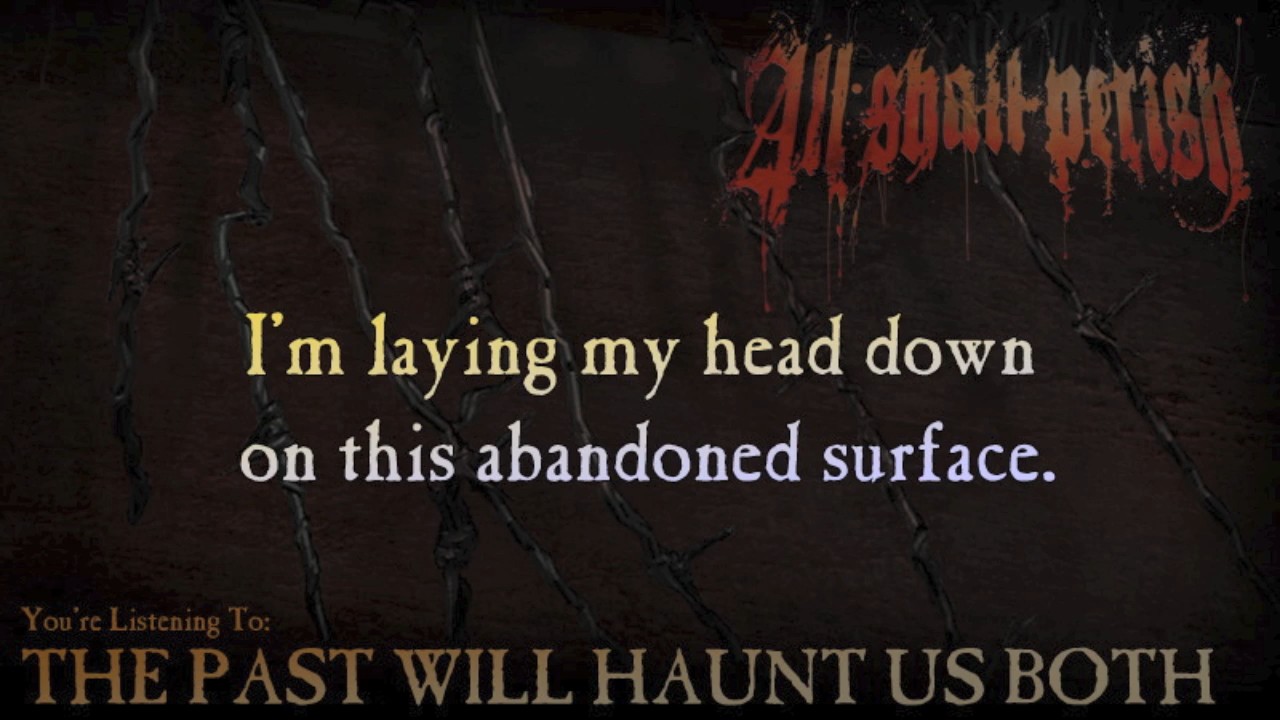 All shall perish
I'm laying my head down
on this abandoned surface.
You're Listening To:
THE PAST WILL HAUNT US BOTH